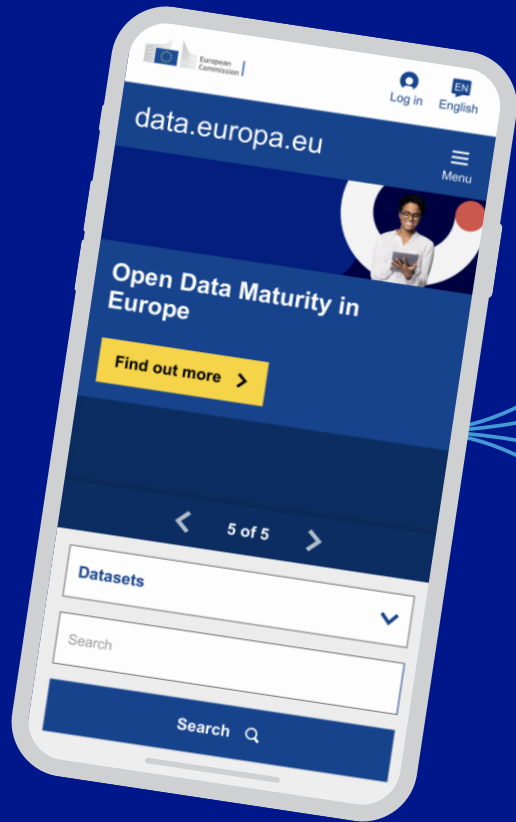 European
Commission
Log in
EN
English
data.europa.eu
Menu
Open Data Maturity in
Europe
Find out more
5 of 5
Datasets
Search
Search